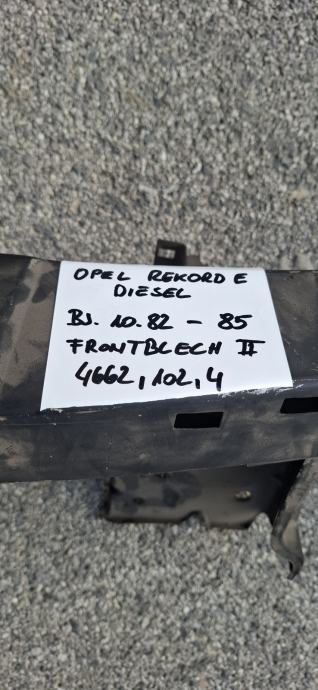 OPEL REKORD E
DIESEL
BJ. 10.82 - 85
FRONTBLECH II
4662,102,4